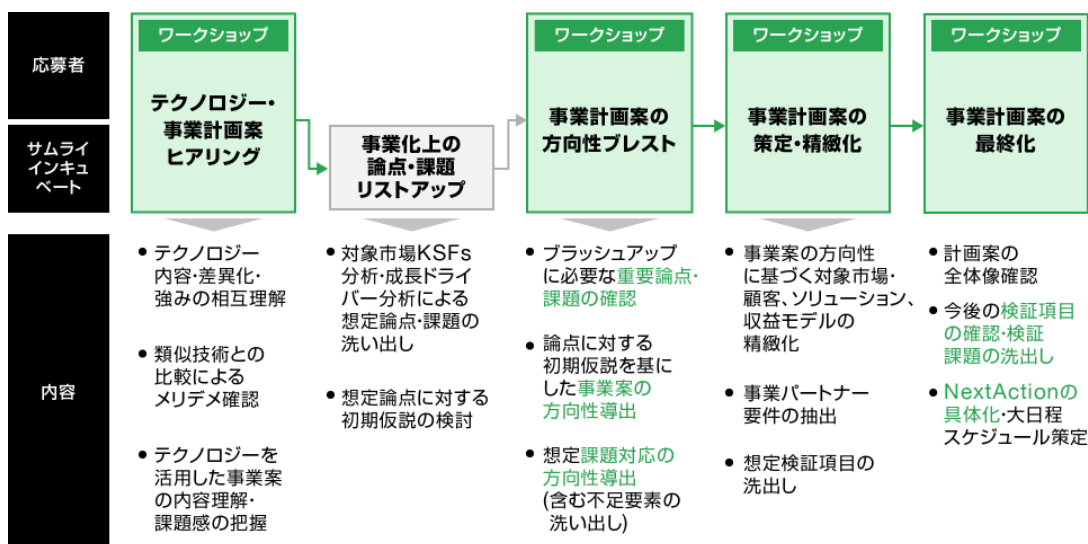 応募者
サムライ
インキュ
ベート
ワークショップ
テクノロジー・
事業計画案
ヒアリング
事業化上の
論点・課題
リストアップ
ワークショップ
事業計画案の
方向性ブレスト
ワークショップ
事業計画案の
策定・精緻化
ワークショップ
事業計画案の
最終化
内容
• テクノロジー
内容・差異化・
強みの相互理解
• 類似技術との
比較による
メリデメ確認
• テクノロジーを
活用した事業案
の内容理解・
課題感の把握
• 対象市場KSFs
分析・成長ドライ
バー分析による
想定論点・課題の
洗い出し
• 想定論点に対する
初期仮説の検討
• ブラッシュアップ
に必要な重要論点・
課題の確認
• 論点に対する
初期仮説を基に
した事業案の
方向性導出
• 想定課題対応の
方向性導出
(含む不足要素の
洗い出し)
• 事業案の方向性
に基づく対象市場・
顧客、ソリューション、
収益モデルの
精緻化
• 事業パートナー
要件の抽出
• 想定検証項目の
洗出し
• 計画案の
全体像確認
• 今後の検証項目
の確認・検証
課題の洗出し
• NextActionの
具体化・大日程
スケジュール策定